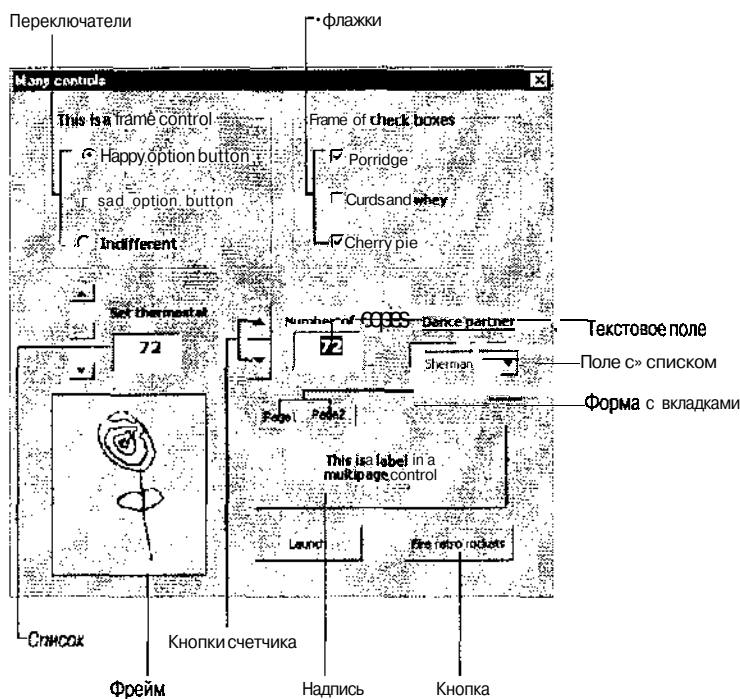 Переключатели
флажки
Many controls
This is a frame control
Frame of check boxes
Happy option button
Porridge
sad option button
Curds and whey
Indifferent
Cherry pie
Set thermostat
Number of copies
Dance partner
Текстовое поле
72
72
Sherman
Поле с» списком
Форма с вкладками
Page1 Page2
This is a label in a
multipage control
Launch
Fire retro rockets
Список
Кнопки счетчика
Фрейм
Надпись
Кнопка